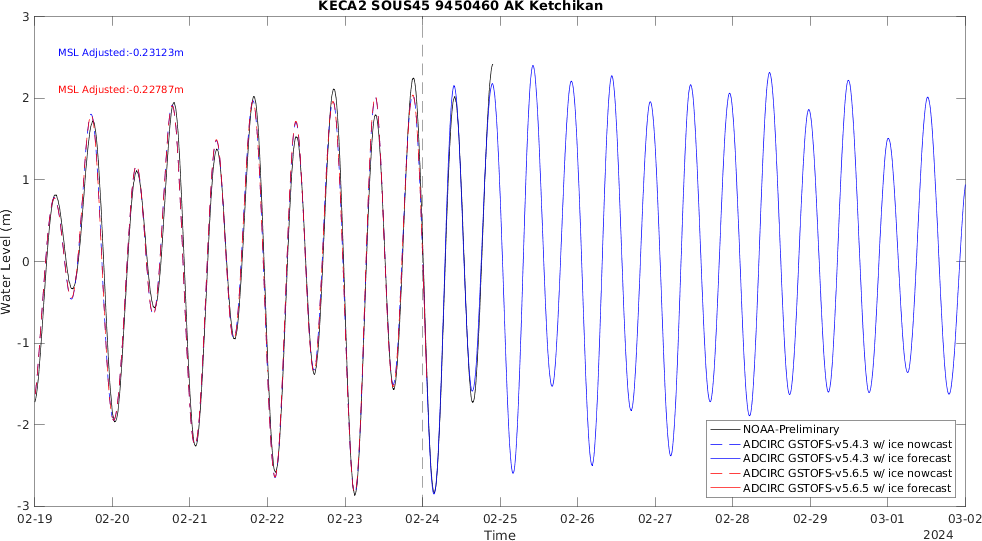 KECA2 SOUS45 9450460 AK Ketchikan
3
MSL Adjusted:-0.23123m
MSL Adjusted:-0.22787m
2
1
0
-1
-2
-3
Water Level (m)
NOAA-Preliminary
ADCIRC GSTOFS-v5.4.3 w/ ice nowcast
ADCIRC GSTOFS-v5.4.3 w/ ice forecast
ADCIRC GSTOFS-v5.6.5 w/ ice nowcast
ADCIRC GSTOFS-v5.6.5 w/ ice forecast
02-19 02-20 02-21 02-22 02-23 02-24 02-25 02-26 02-27 02-28 02-29 03-01 03-02
Time
2024